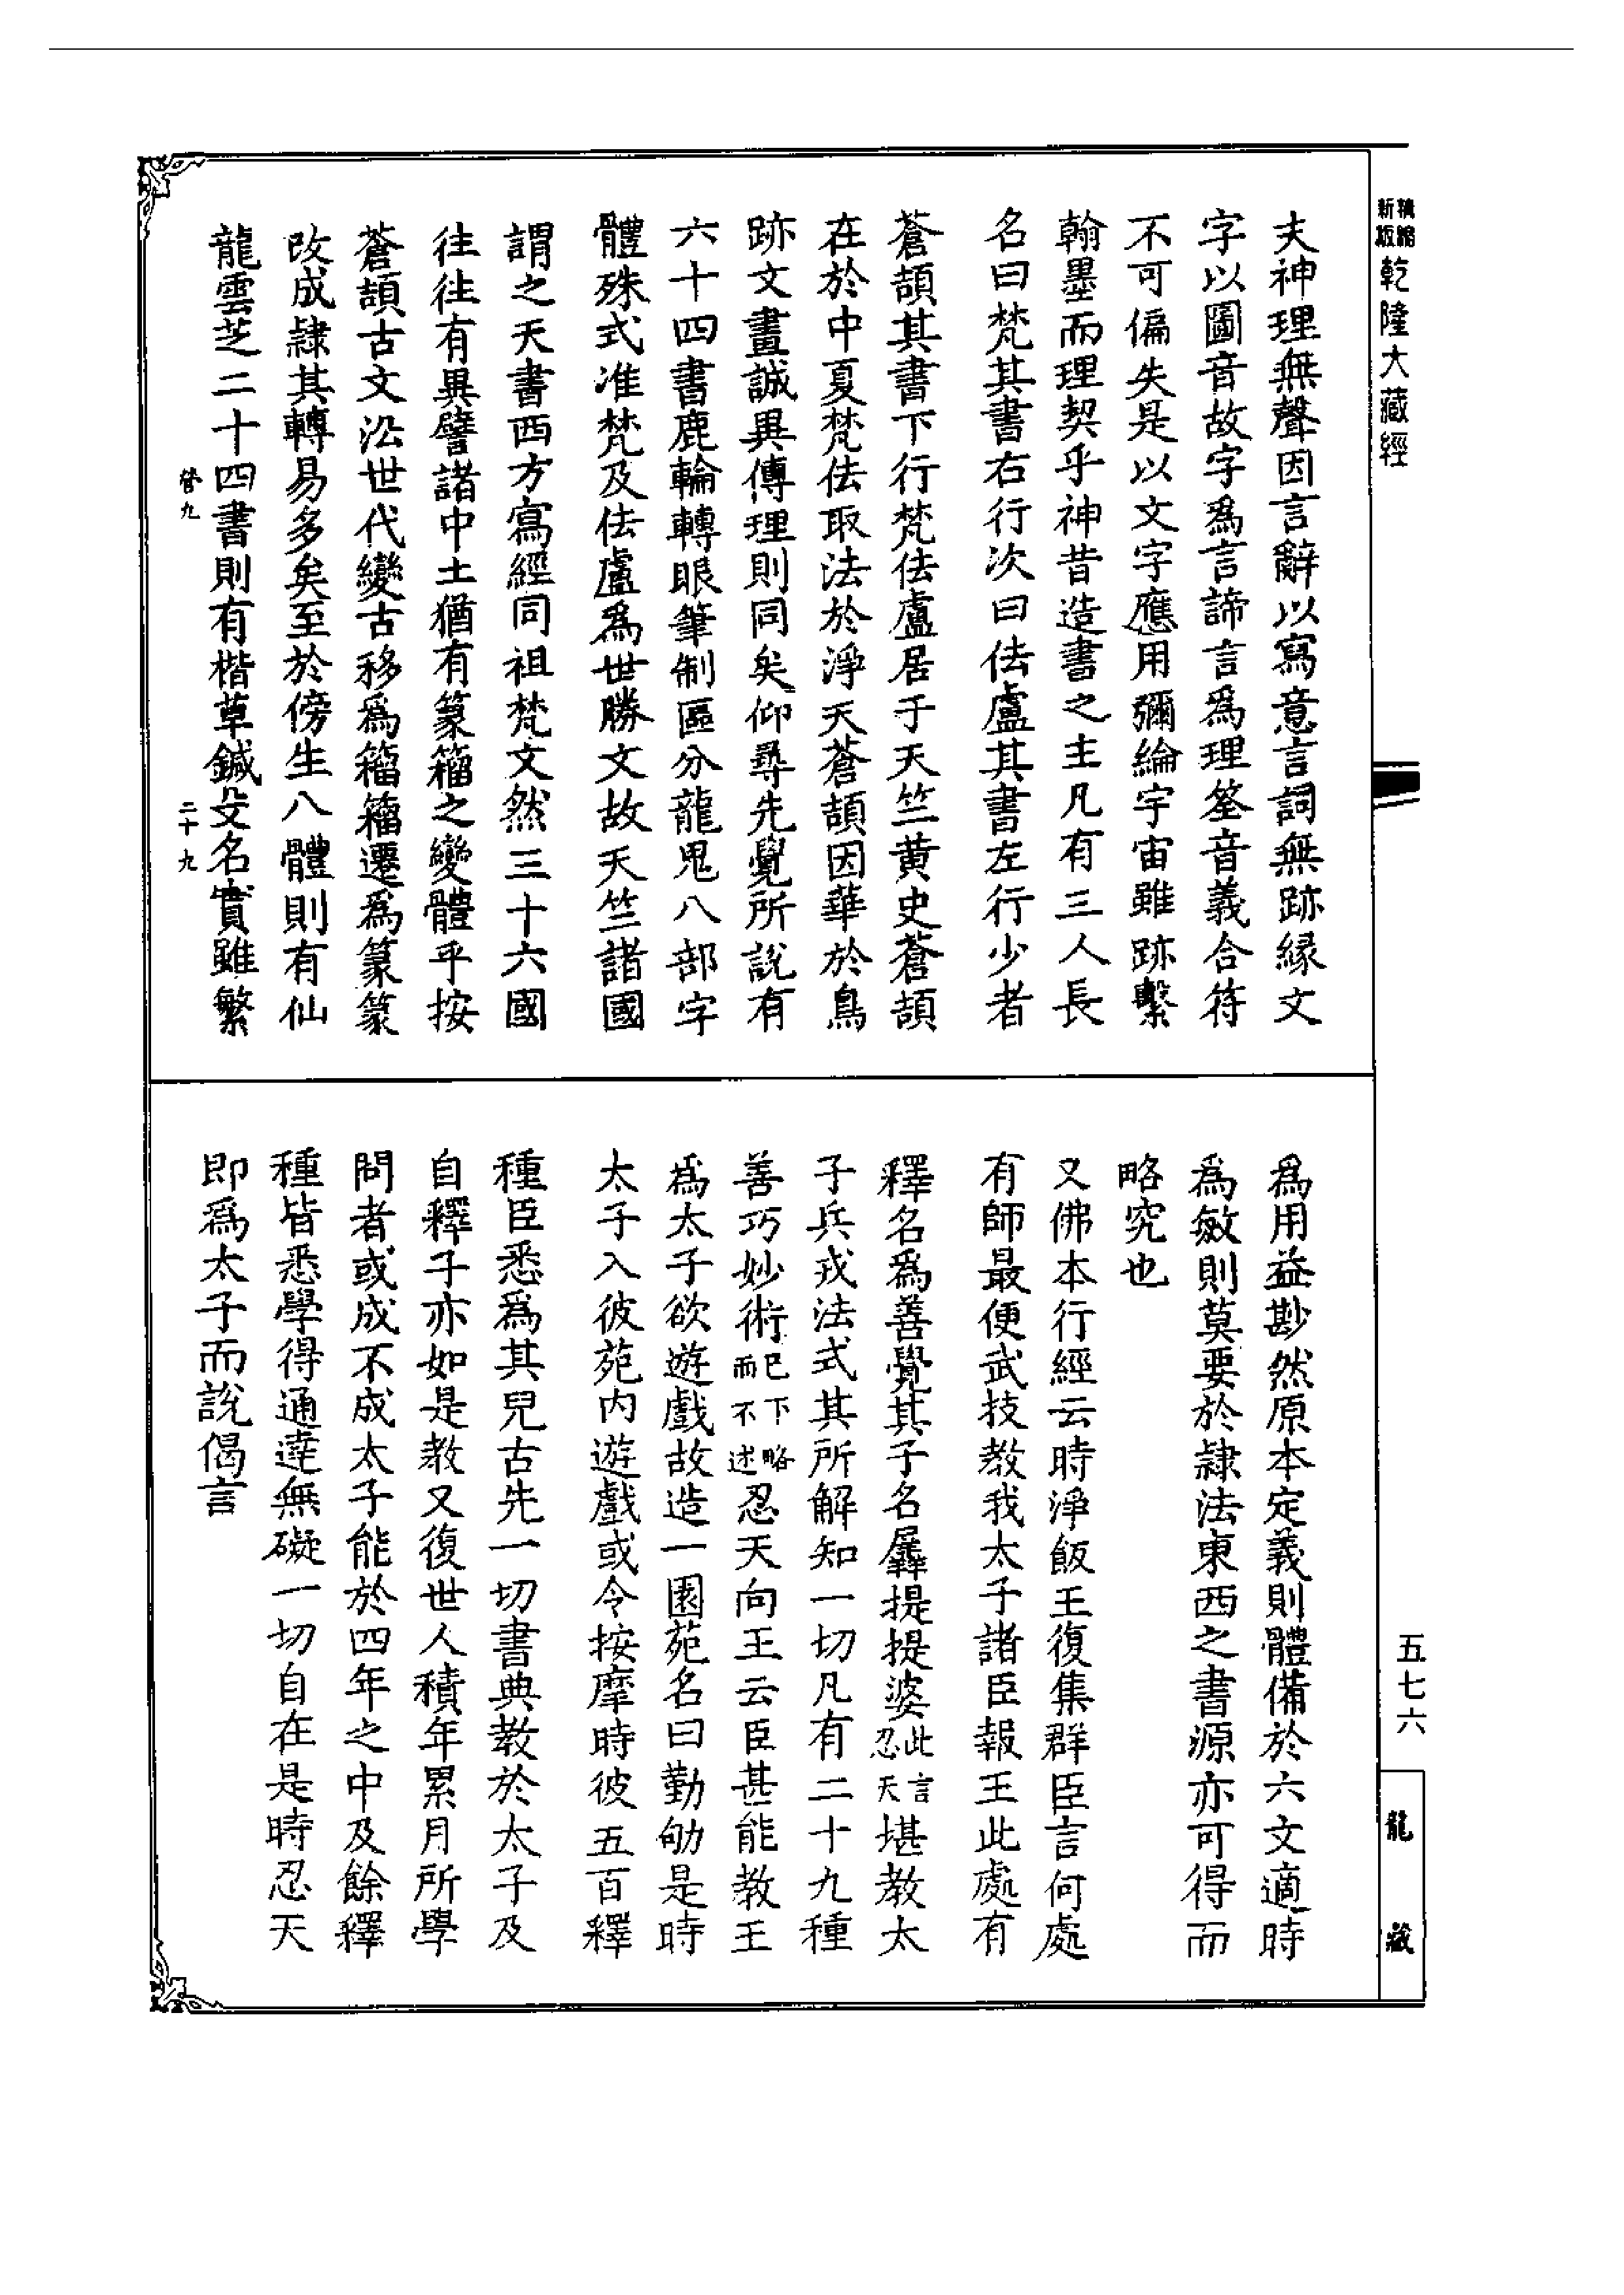 精縮新版乾隆大藏經
夫神理無聲因言辭以寫意言詞無跡緣文
字以圖音故字爲言諦言爲理筌音義合符
不可偏失是以文字應用彌綸宇宙雖跡繫
翰墨而理契乎神昔造書之主凡有三人長
名曰梵其書右行次曰佉盧其書左行少者
蒼頡其書下行梵佉盧居于天竺黃史蒼頡
在於中夏梵佉取法於淨天蒼頡因華於鳥
跡文畫誠異傳理則同矣仰尋先覺所說有
六十四書鹿輪轉眼筆制區分龍鬼八部字
體殊式准梵及佉盧爲世勝文故天竺諸國
謂之天書西方寫經同祖梵文然三十六國
往往有異譬諸中土猶有篆籀之變體乎按
蒼頡古文沿世代變古移爲籀籀遷爲篆篆
改成隷其轉易多矣至於傍生八體則有仙
龍雲芝二十四書則有楷草鍼殳名實雖繁
營九 二十九
爲用益尠然原本定義則體備於六文適時
爲敏則莫要於隷法東西之書源亦可得而
略究也
又佛本行經云時淨飯王復集群臣言何處
有師最便武技教我太子諸臣報王此處有
釋名爲善覺其子名羼提提婆此言忍天堪教太
子兵戎法式其所解知一切凡有二十九種
善巧妙術已下略而不述忍天向王云臣甚能教王
爲太子欲遊戲故造一園苑名曰勤劬是時
太子入彼苑内遊戲或令按摩時彼五百釋
種臣悉爲其兒古先一切書典教於太子及
自釋子亦如是教又復世人積年累月所學
問者或成不成太子能於四年之中及餘釋
種皆悉學得通達無礙一切自在是時忍天
即爲太子而說偈言
五七六
龍藏